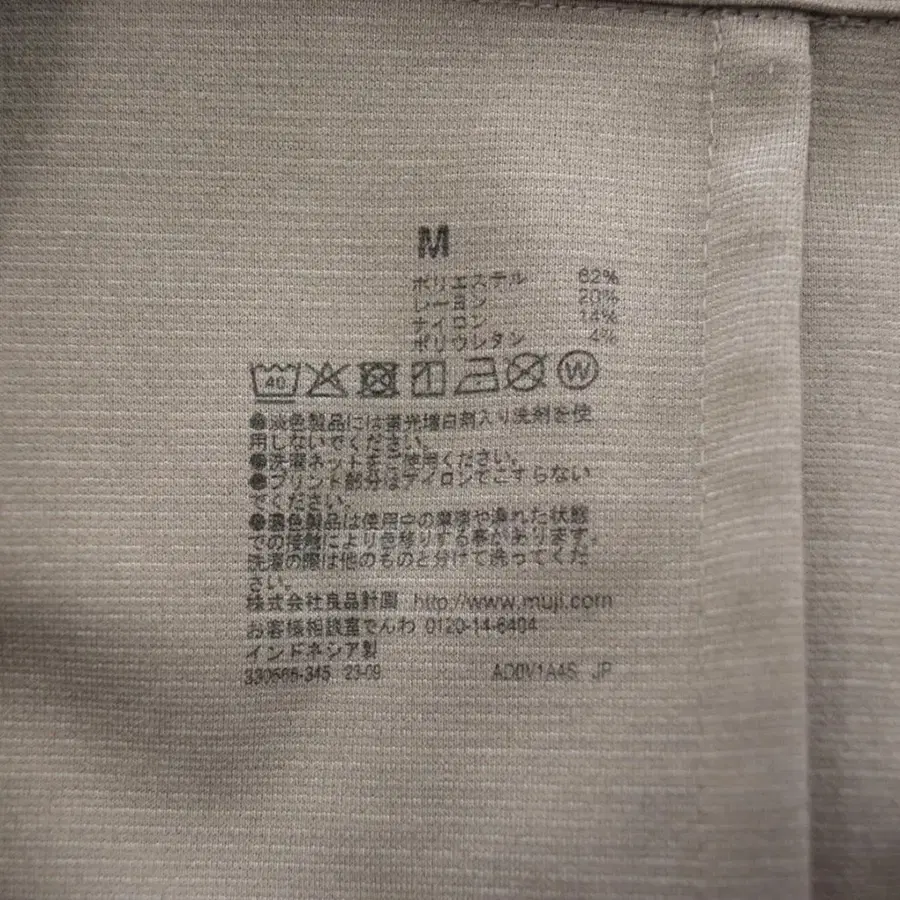 M
ポリエステル 62%
レーヨン 20%
ナイロン 14%
ポリウレタン 4%
40 W
●淡色製品には蛍光増白剤入り洗剤を使
用しないでください。
●洗濯ネットをご使用ください。
●プリント部分はアイロンでこすらない
でください。
●濃色製品は使用中の摩擦や濡れた状態
での接触により色移りする事があります。
洗濯の際は他のものと分けて洗ってくだ
さい。
株式会社良品計画 http://www.muji.com
お客様相談室でんわ 0120-14-6404
インドネシア製
23-09 JP